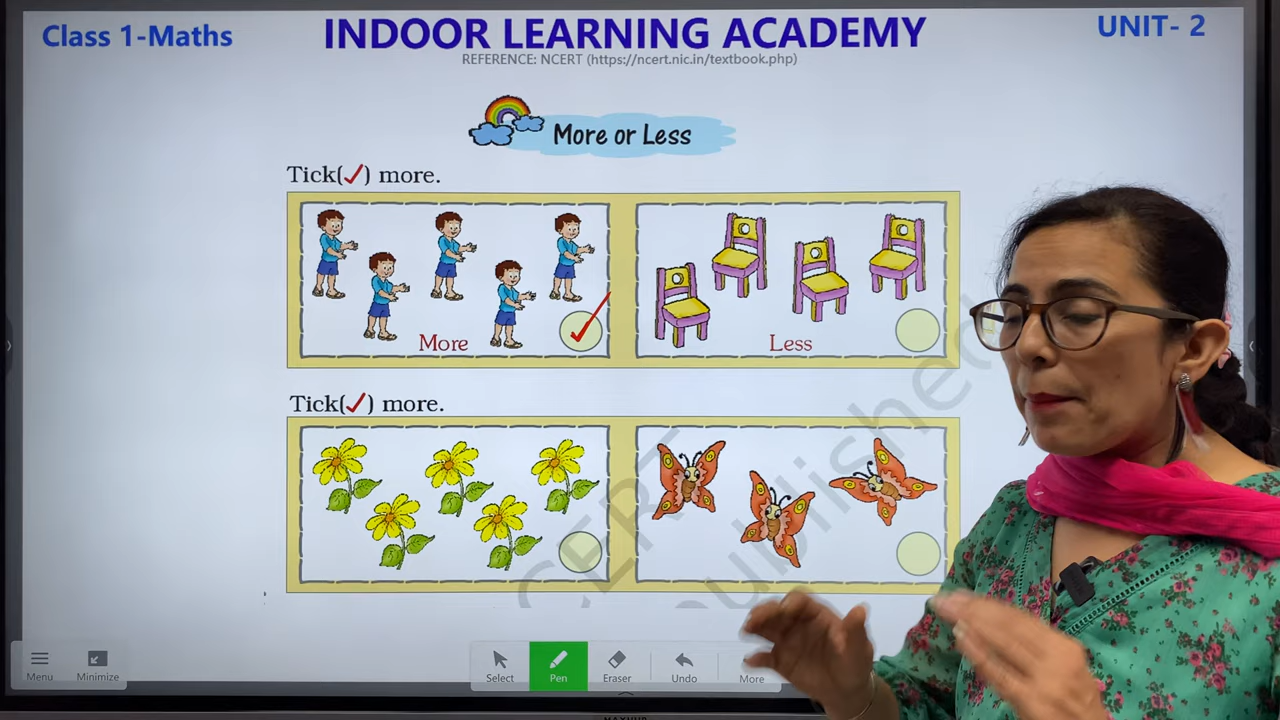 Class 1-Maths
INDOOR LEARNING ACADEMY
UNIT- 2
REFERENCE: NCERT (https://ncert.nic.in/textbook.php)
More or Less
Tick(✓) more.
More
Less
Tick(✓) more.
Menu
Minimize
Select
Pen
Eraser
Undo
More